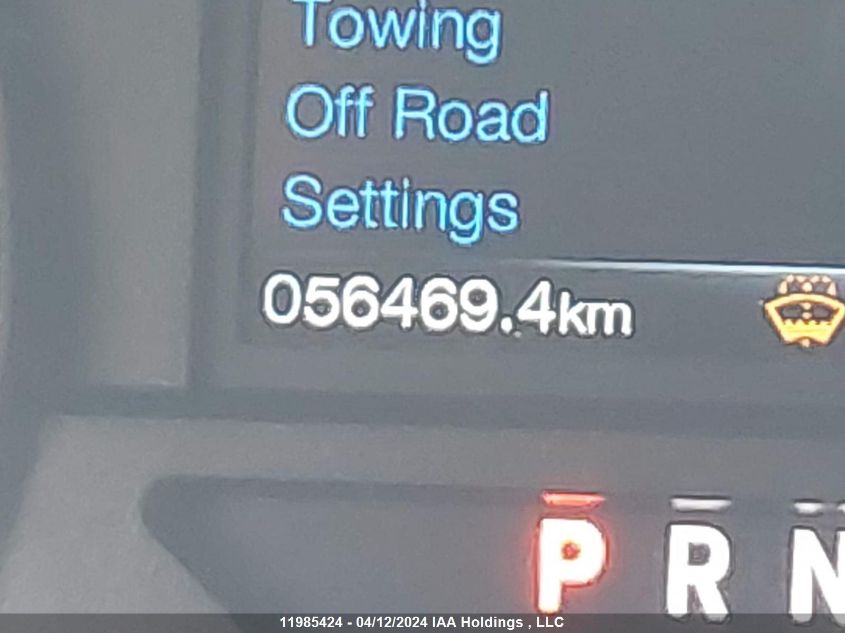 Towing
Off Road
Settings
056469.4km
P R N
11985424 - 04/12/2024 IAA Holdings , LLC